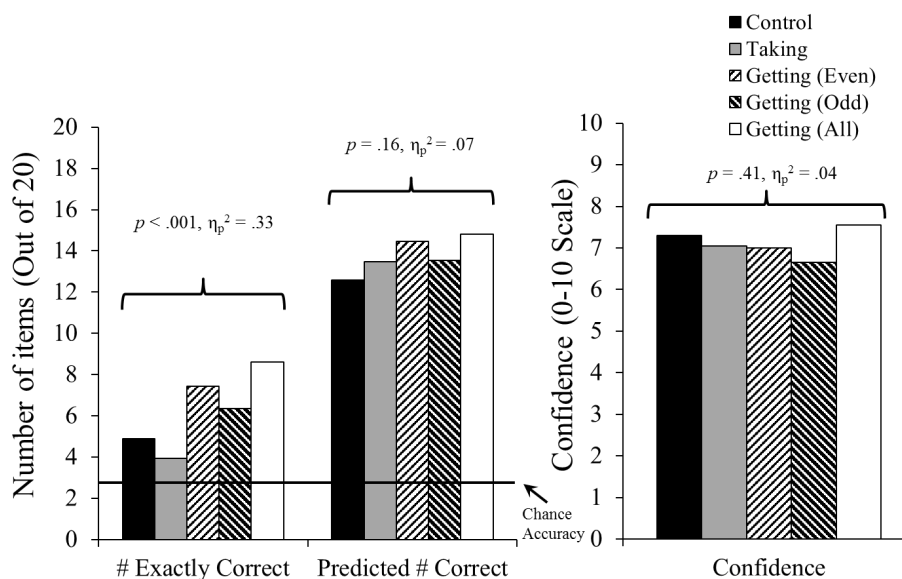 Control
Taking
Getting (Even)
Getting (Odd)
Getting (All)
Number of items (Out of 20)
20
18
16
14
12
10
8
6
4
2
0
p < .001, ηp² = .33
p = .16, ηp² = .07
# Exactly Correct
Predicted # Correct
Chance
Accuracy
Confidence (0-10 Scale)
10
9
8
7
6
5
4
3
2
1
0
p = .41, ηp² = .04
Confidence